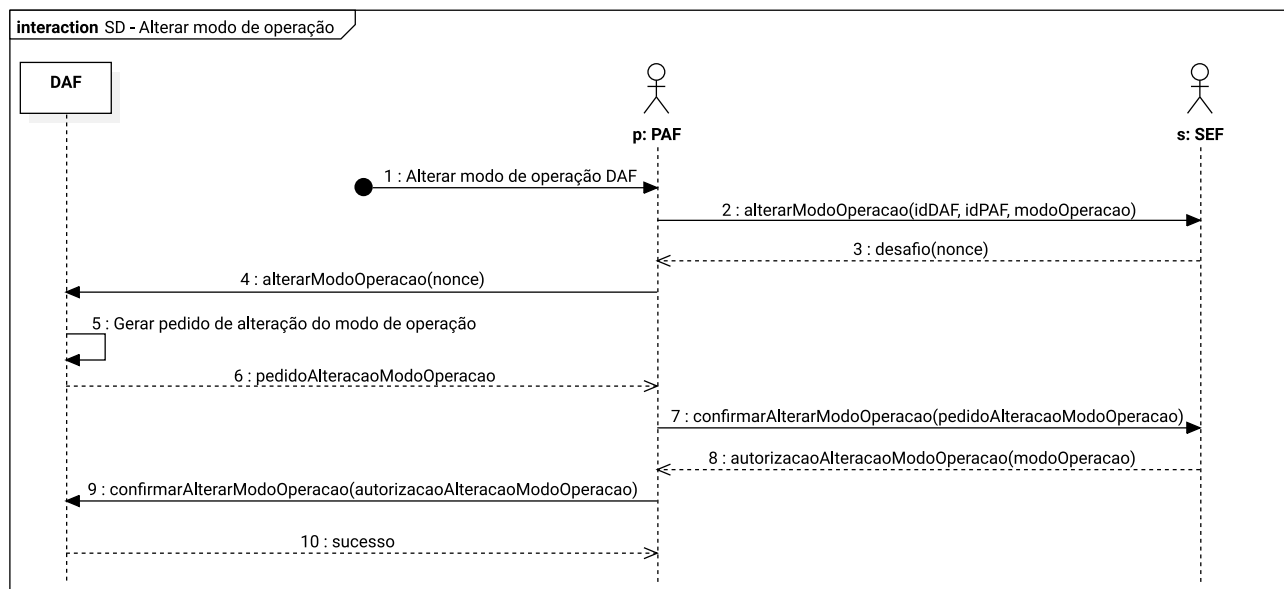 interaction SD - Alterar modo de operação
DAF
p: PAF
s: SEF
1 : Alterar modo de operação DAF
2 : alterarModoOperacao(idDAF, idPAF, modoOperacao)
3 : desafio(nonce)
4 : alterarModoOperacao(nonce)
5 : Gerar pedido de alteração do modo de operação
6 : pedidoAlteracaoModoOperacao
7 : confirmarAlterarModoOperacao(pedidoAlteracaoModoOperacao)
8 : autorizacaoAlteracaoModoOperacao(modoOperacao)
9 : confirmarAlterarModoOperacao(autorizacaoAlteracaoModoOperacao)
10 : sucesso